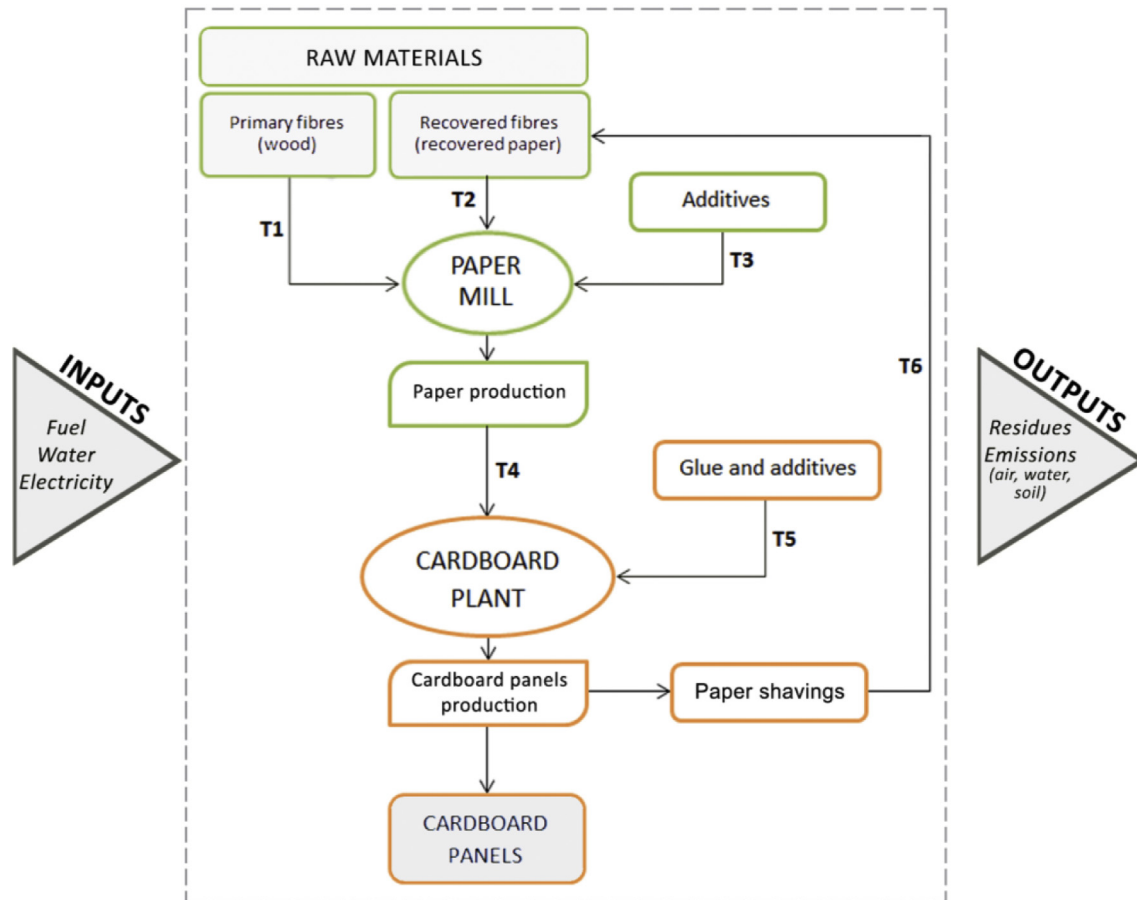 RAW MATERIALS
Primary fibres
(wood)
Recovered fibres
(recovered paper)
T1
T2
Additives
T3
PAPER
MILL
INPUTS
Fuel
Water
Electricity
Paper production
T6
OUTPUTS
Residues
Emissions
(air, water,
soil)
T4
Glue and additives
T5
CARDBOARD
PLANT
Cardboard panels
production
Paper shavings
CARDBOARD
PANELS